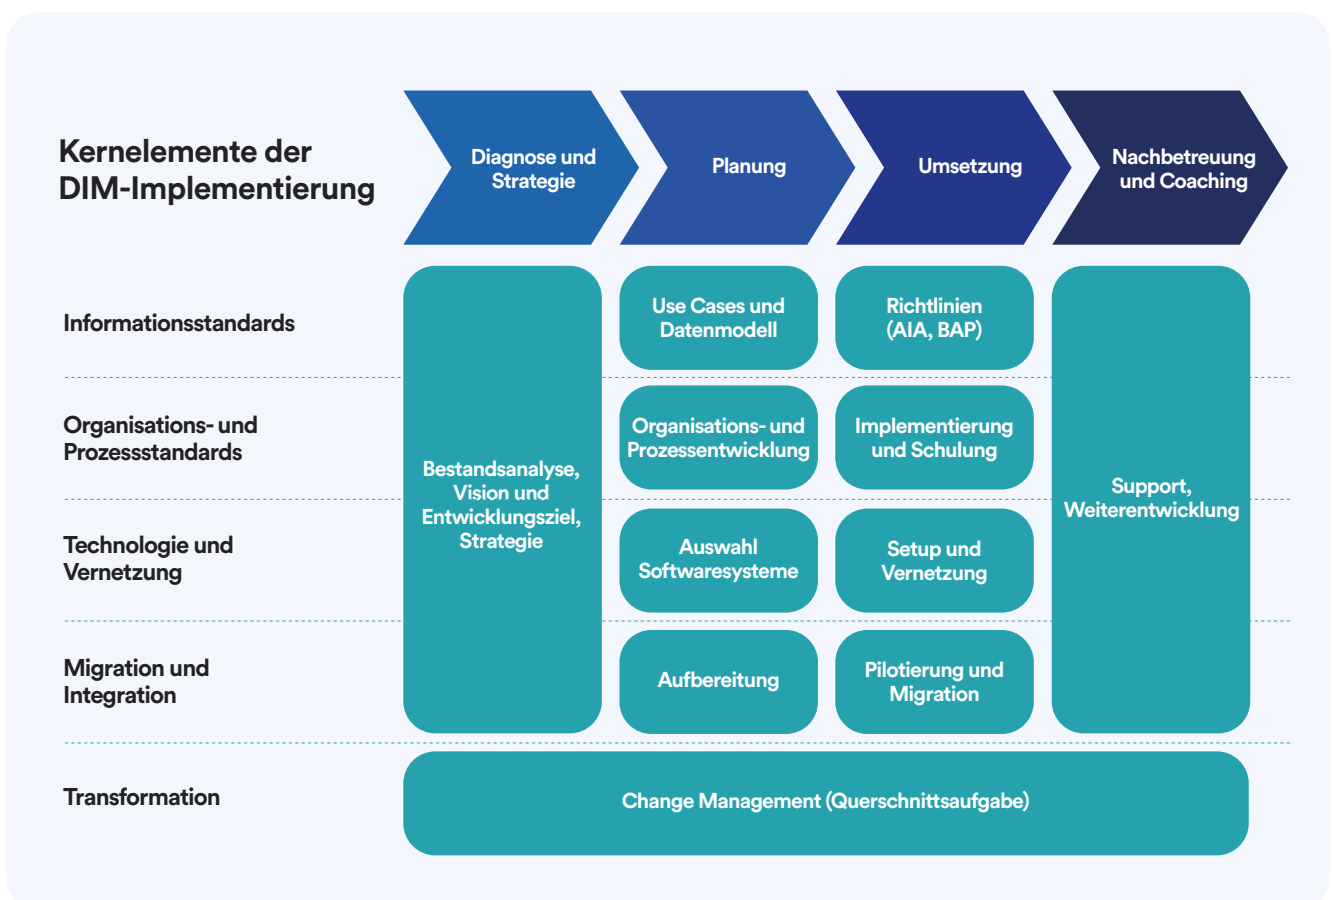 Kernelemente der
DIM-Implementierung
Diagnose und
Strategie
Planung
Umsetzung
Nachbetreuung
und Coaching
Informationsstandards
Organisations- und
Prozessstandards
Technologie und
Vernetzung
Migration und
Integration
Transformation
Bestandsanalyse,
Vision und
Entwicklungsziel,
Strategie
Use Cases und
Datenmodell
Organisations- und
Prozessentwicklung
Auswahl
Softwaresysteme
Aufbereitung
Richtlinien
(AIA, BAP)
Implementierung
und Schulung
Setup und
Vernetzung
Pilotierung und
Migration
Support,
Weiterentwicklung
Change Management (Querschnittsaufgabe)